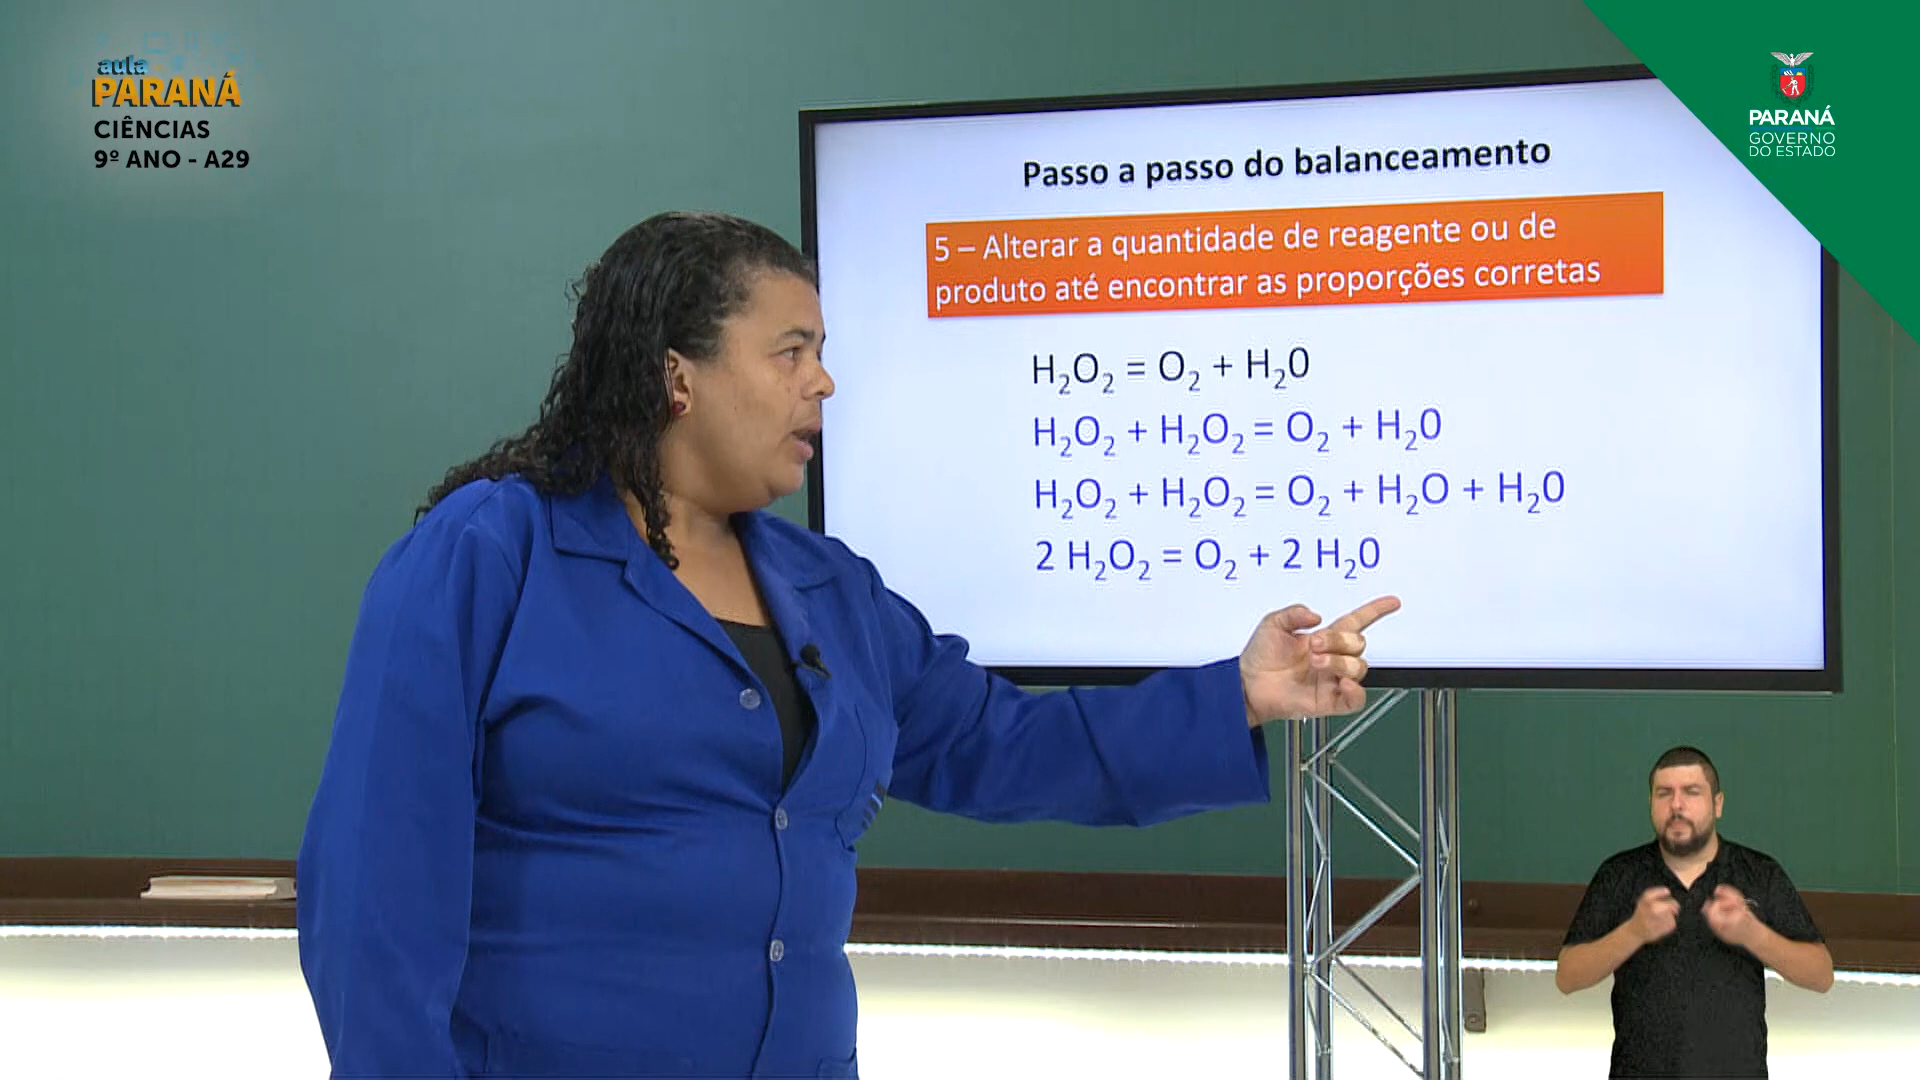 aula
PARANÁ
CIÊNCIAS
9º ANO - A29
PARANÁ
GOVERNO
DO ESTADO
Passo a passo do balanceamento
5 – Alterar a quantidade de reagente ou de
produto até encontrar as proporções corretas
H₂O₂ = O₂ + H₂0
H₂O₂ + H₂O₂ = O₂ + H₂0
H₂O₂ + H₂O₂ = O₂ + H₂O + H₂0
2 H₂O₂ = O₂ + 2 H₂0